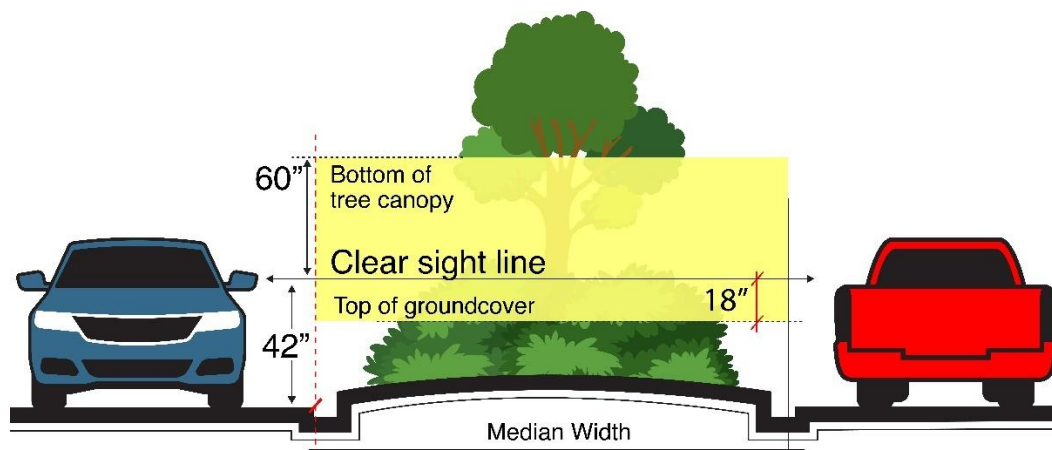 60”
Bottom of
tree canopy
Clear sight line
Top of groundcover
18”
42”
Median Width